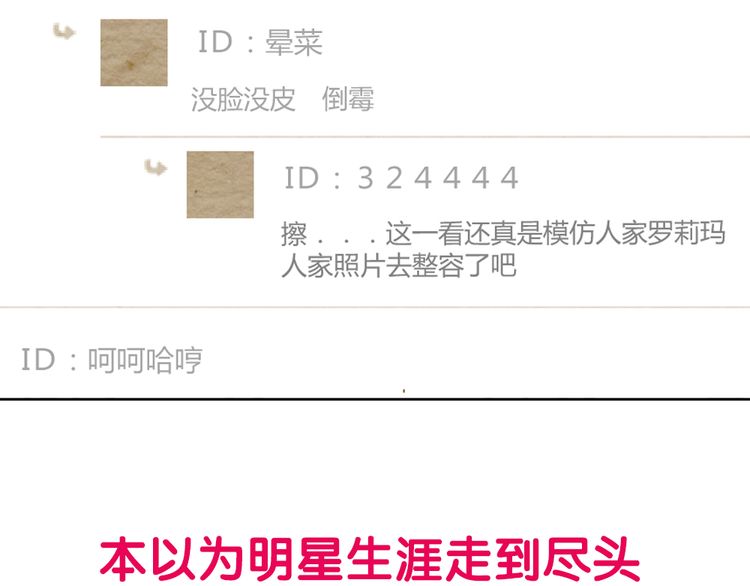 ID：晕菜
没脸没皮　倒霉
ID：３２４４４４
擦．．．这一看还真是模仿人家罗莉玛
人家照片去整容了吧
ID：呵呵哈哼
本以为明星生涯走到尽头